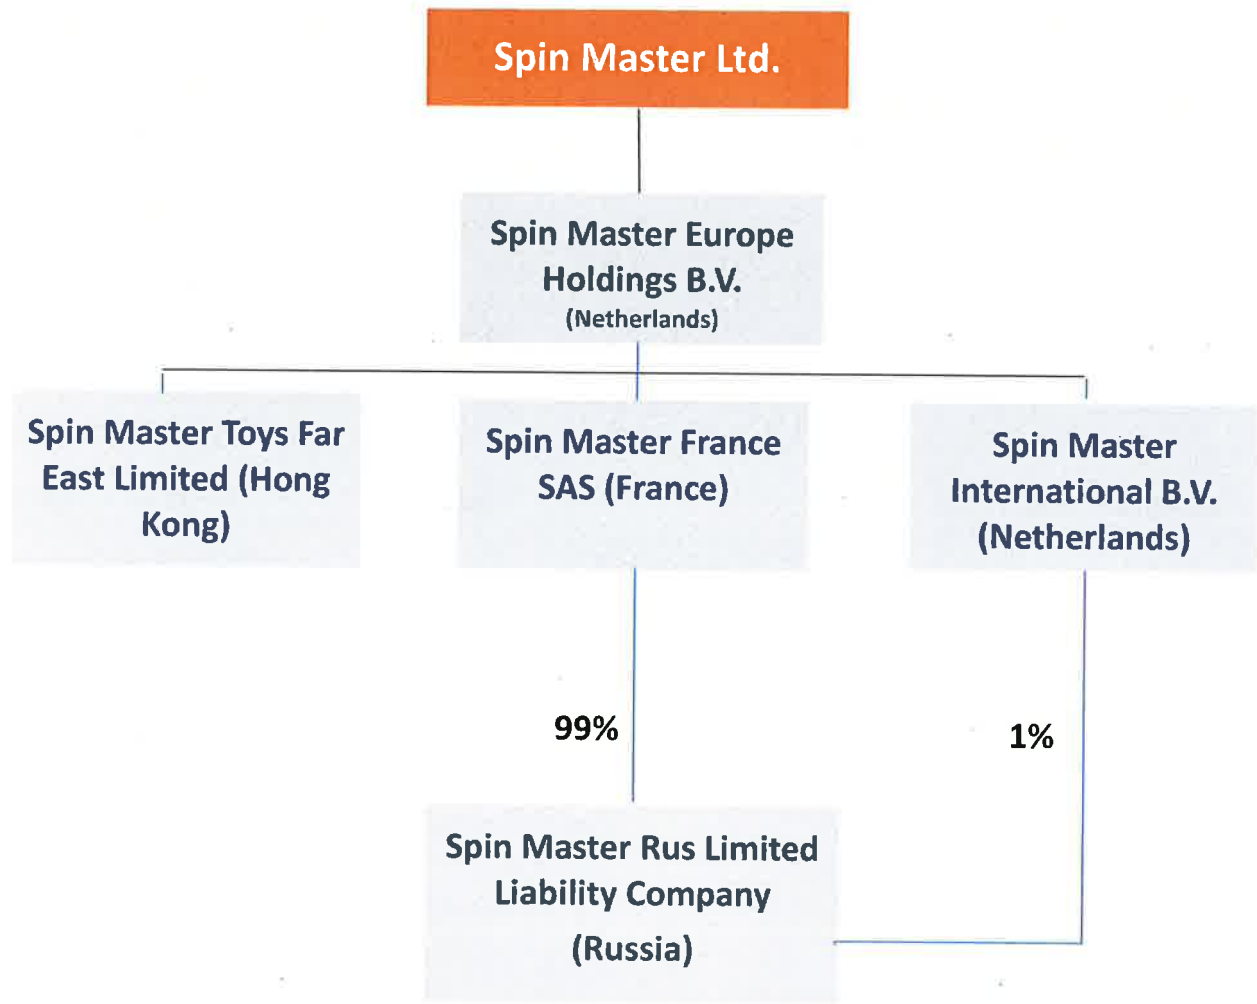 Spin Master Ltd.
Spin Master Europe
Holdings B.V.
(Netherlands)
Spin Master Toys Far
East Limited (Hong
Kong)
Spin Master France
SAS (France)
Spin Master
International B.V.
(Netherlands)
99%
1%
Spin Master Rus Limited
Liability Company
(Russia)